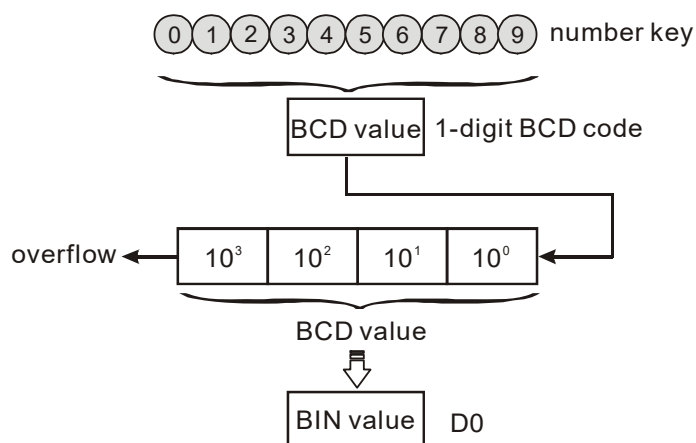 0 1 2 3 4 5 6 7 8 9 number key
BCD value 1-digit BCD code
overflow 10³ 10² 10¹ 10⁰
BCD value
BIN value D0